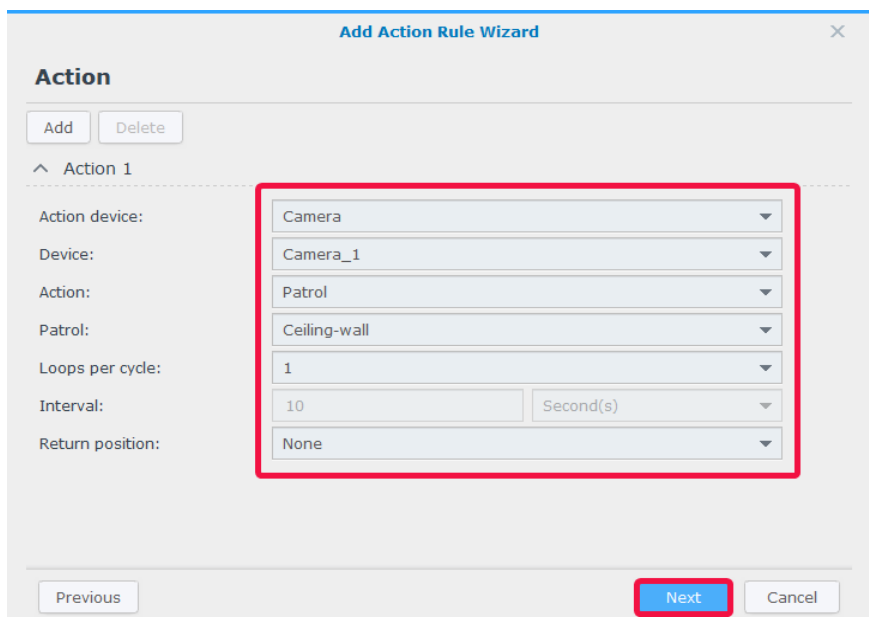 Add Action Rule Wizard
Action
Add Delete
Action 1
Action device: Camera
Device: Camera_1
Action: Patrol
Patrol: Ceiling-wall
Loops per cycle: 1
Interval: 10 Second(s)
Return position: None
Previous Next Cancel